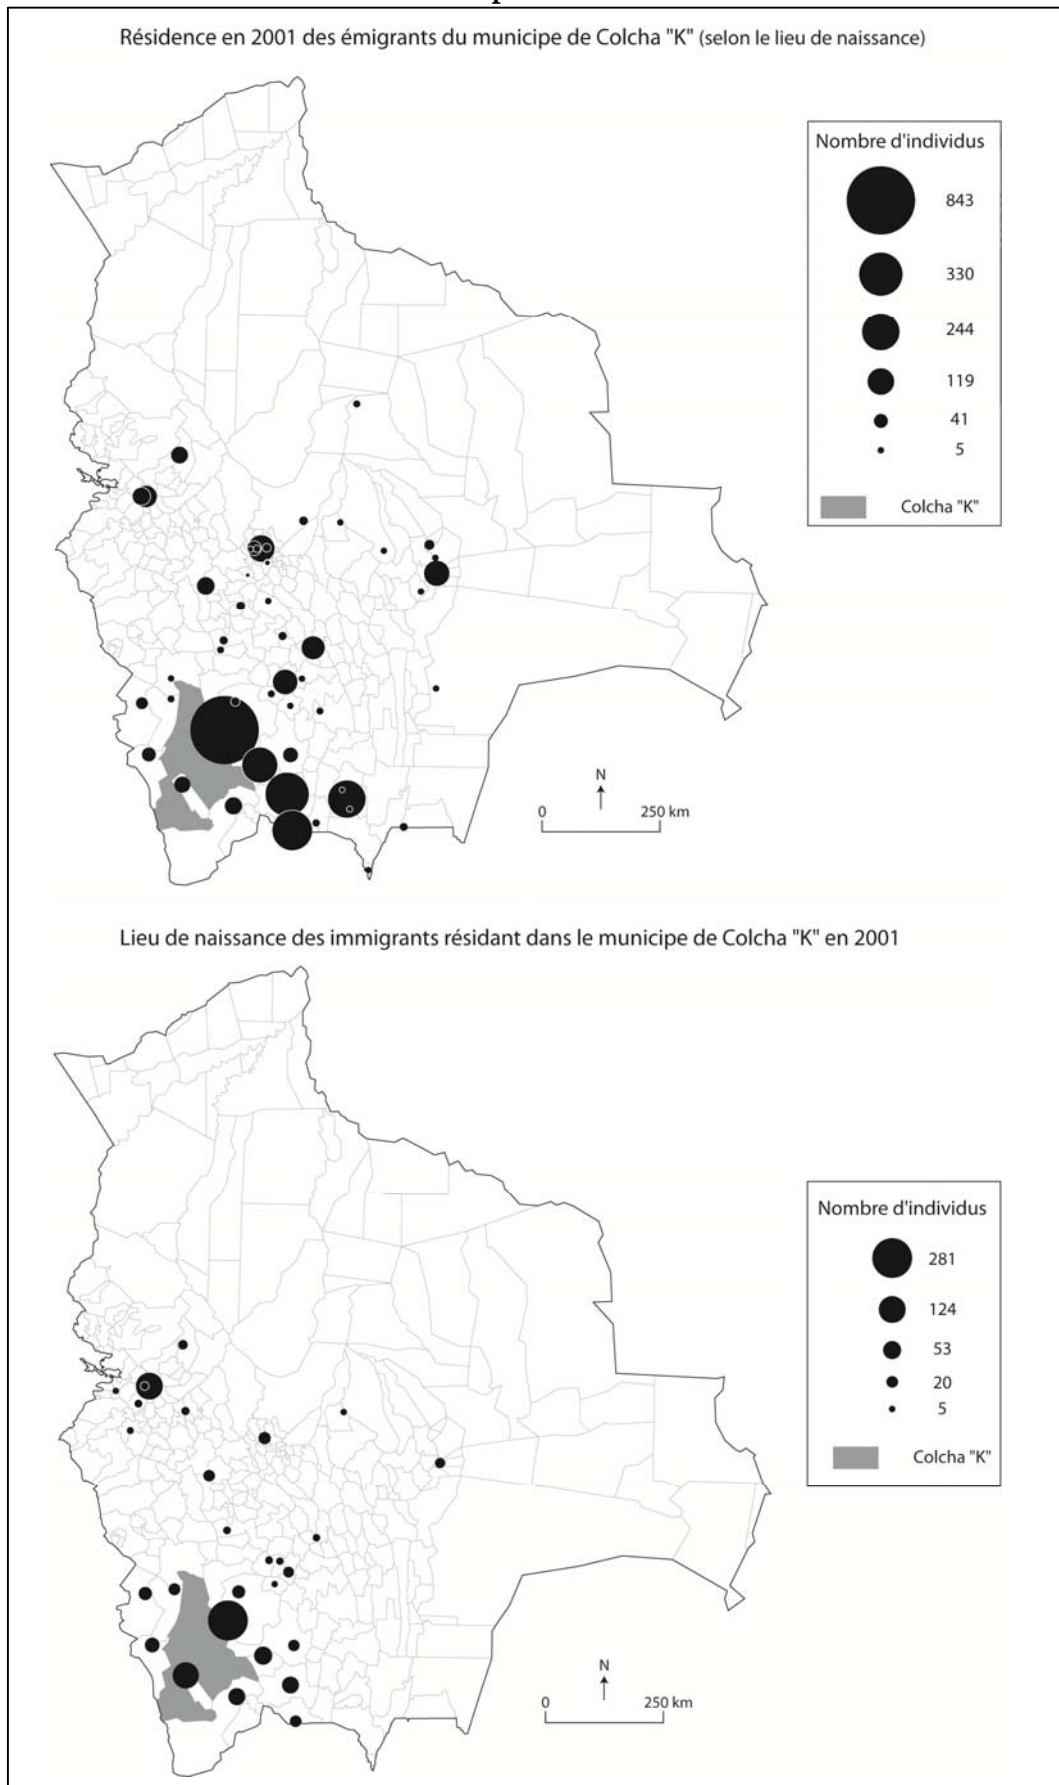 Résidence en 2001 des émigrants du municipe de Colcha "K" (selon le lieu de naissance)
Nombre d'individus
843
330
244
119
41
5
Colcha "K"
N
0 250 km
Lieu de naissance des immigrants résidant dans le municipe de Colcha "K" en 2001
Nombre d'individus
281
124
53
20
5
Colcha "K"
N
0 250 km